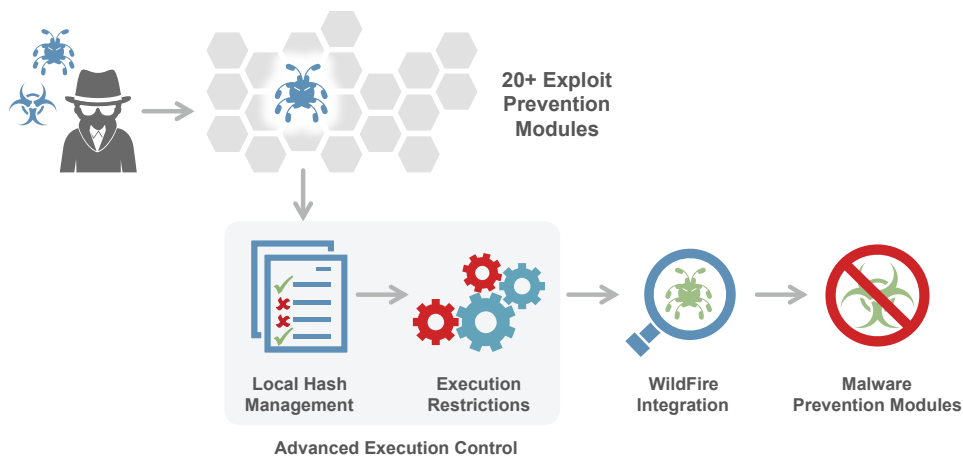 20+ Exploit
Prevention
Modules
Local Hash
Management
Execution
Restrictions
WildFire
Integration
Malware
Prevention Modules
Advanced Execution Control